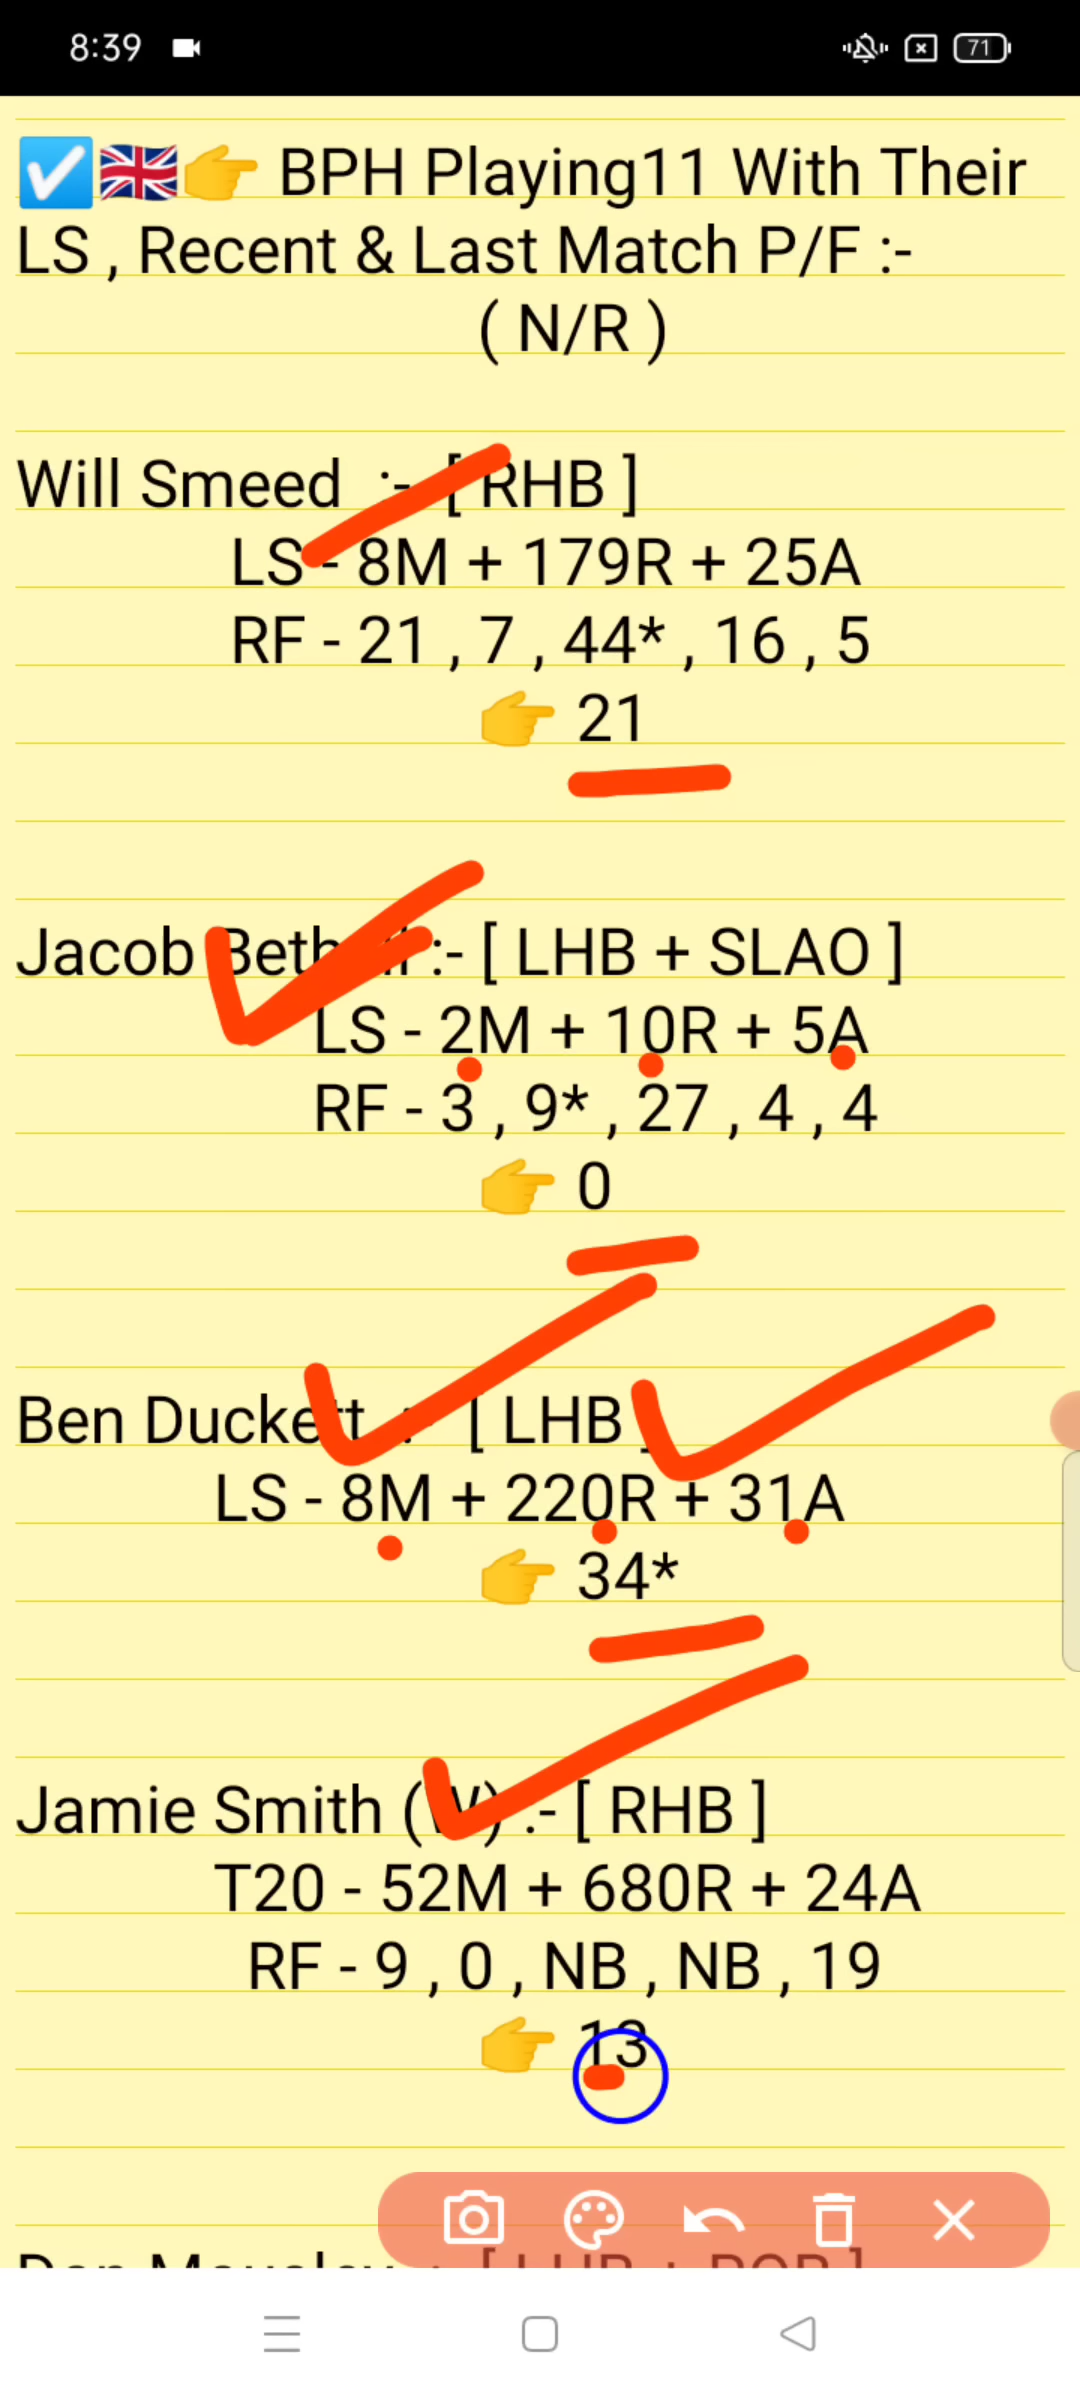 8:39
71
BPH Playing11 With Their
LS , Recent & Last Match P/F :-
( N/R )
Will Smeed :- [ RHB ]
LS - 8M + 179R + 25A
RF - 21 , 7 , 44* , 16 , 5
21
Jacob :- [ LHB + SLAO ]
LS - 2M + 10R + 5A
RF - 3 , 9* , 27 , 4 , 4
0
Ben Duckett :- [ LHB ]
LS - 8M + 220R + 31A
34*
Jamie Smith (W) :- [ RHB ]
T20 - 52M + 680R + 24A
RF - 9 , 0 , NB , NB , 19
13